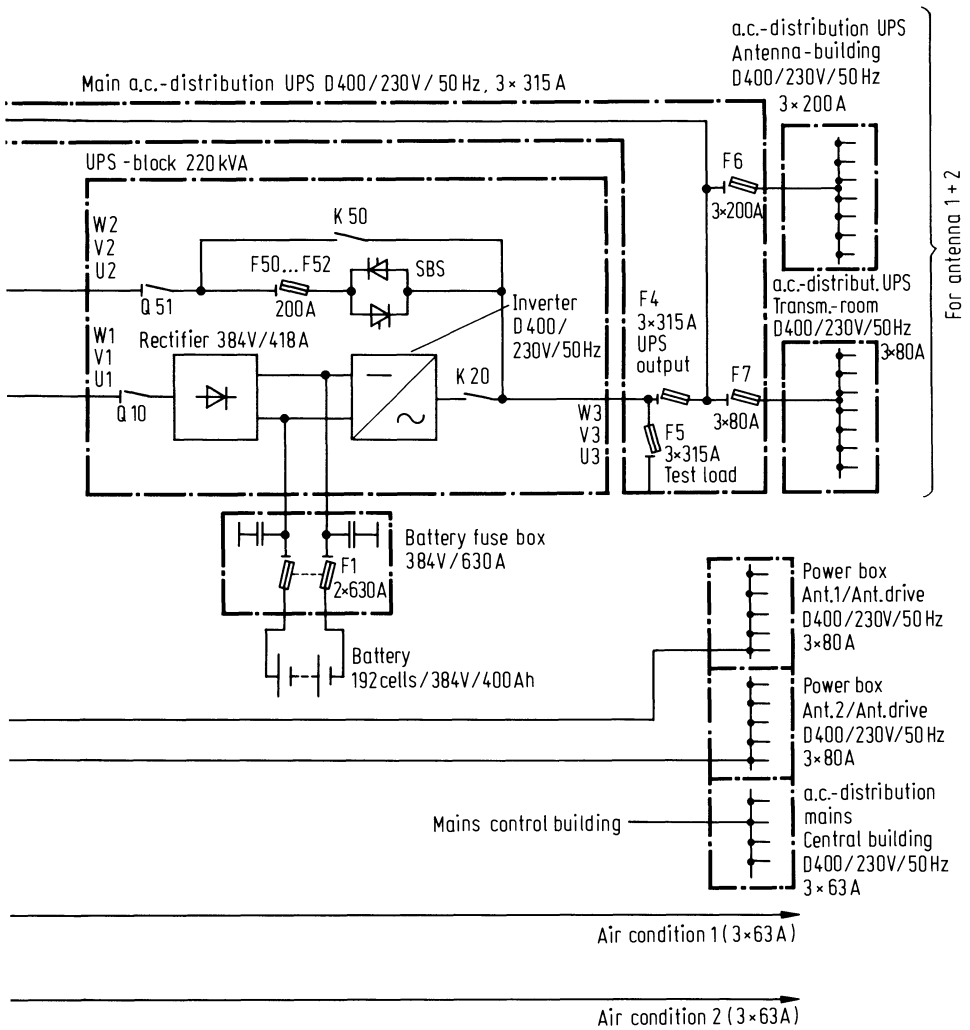 a.c.-distribution UPS
Antenna-building
D400/230V/50Hz
3×200A
Main a.c.-distribution UPS D400/230V/50Hz, 3×315A
UPS-block 220kVA
F6
3×200A
For antenna 1+2
W2
V2
U2
K50
F50...F52
SBS
200A
Q51
Inverter
D400/
230V/50Hz
F4
3×315A
UPS
output
a.c.-distribut. UPS
Transm.-room
D400/230V/50Hz
3×80A
W1
V1
U1
Rectifier 384V/418A
Q10
K20
F7
3×80A
W3
V3
U3
F5
3×315A
Test load
Battery fuse box
384V/630A
F1
2×630A
Battery
192cells/384V/400Ah
Power box
Ant.1/Ant.drive
D400/230V/50Hz
3×80A
Power box
Ant.2/Ant.drive
D400/230V/50Hz
3×80A
Mains control building
a.c.-distribution
mains
Central building
D400/230V/50Hz
3×63A
Air condition 1 (3×63A)
Air condition 2 (3×63A)